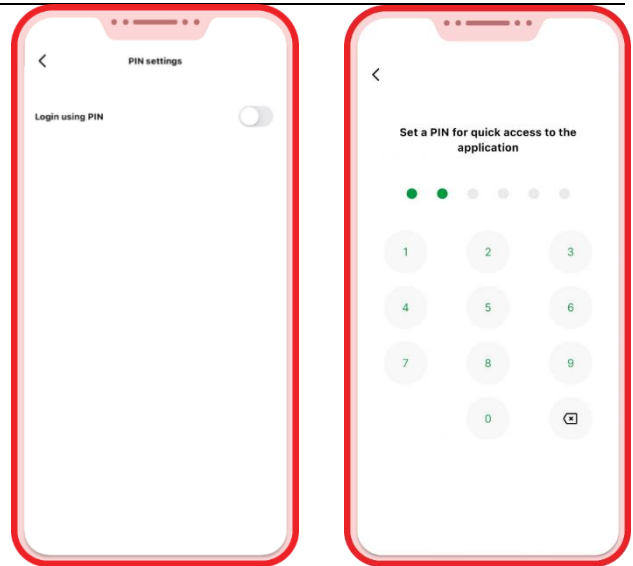 PIN settings
Login using PIN
Set a PIN for quick access to the
application
1 2 3
4 5 6
7 8 9
0